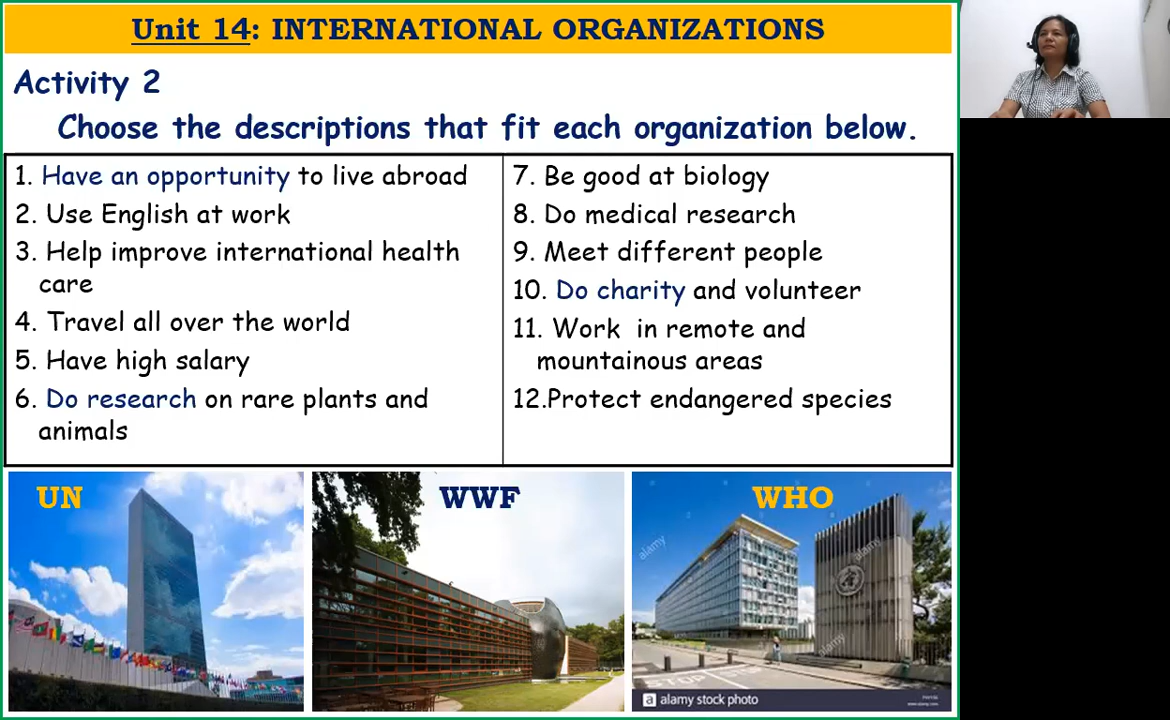 Unit 14: INTERNATIONAL ORGANIZATIONS
Activity 2
Choose the descriptions that fit each organization below.
1. Have an opportunity to live abroad
2. Use English at work
3. Help improve international health
care
4. Travel all over the world
5. Have high salary
6. Do research on rare plants and
animals
7. Be good at biology
8. Do medical research
9. Meet different people
10. Do charity and volunteer
11. Work  in remote and
mountainous areas
12.Protect endangered species
UN
WWF
WHO
alamy
alamy
alamy
STOP
a alamy stock photo